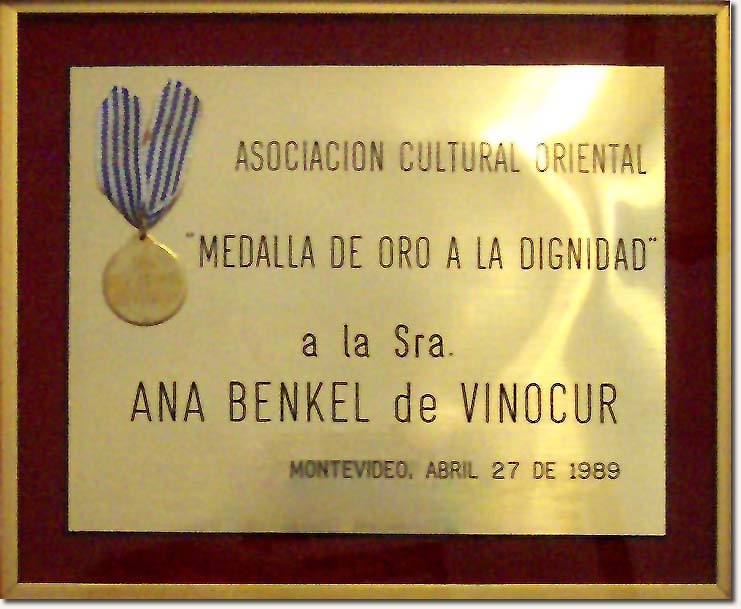 ASOCIACION CULTURAL ORIENTAL
"MEDALLA DE ORO A LA DIGNIDAD"
a la Sra.
ANA BENKEL de VINOCUR
MONTEVIDEO, ABRIL 27 DE 1989